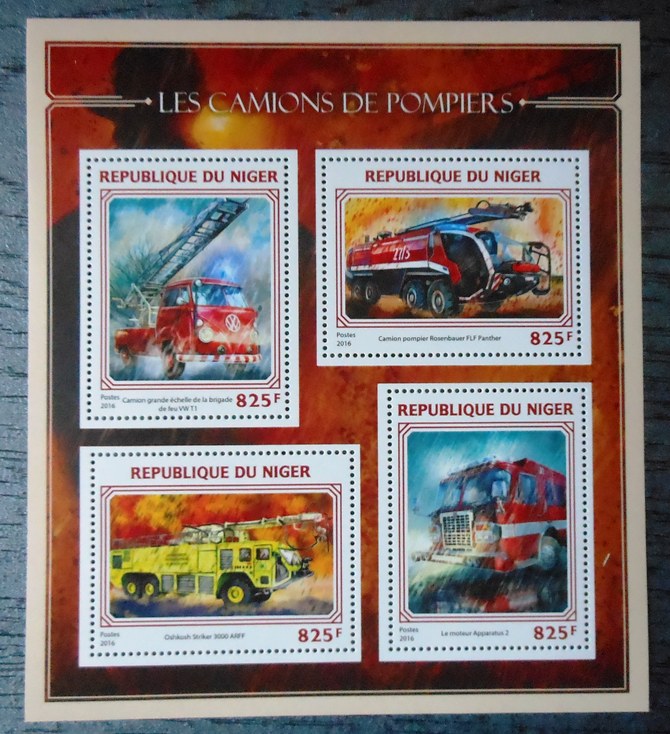 LES CAMIONS DE POMPIERS
REPUBLIQUE DU NIGER
Postes
2016
Camion grande échelle de la brigade
de feu VW T1
825F
REPUBLIQUE DU NIGER
Postes
2016
Camion pompier Rosenbauer FLF Panther
825F
REPUBLIQUE DU NIGER
Postes
2016
Oshkosh Striker 3000 ARFF
825F
REPUBLIQUE DU NIGER
Postes
2016
Le moteur Apparatus 2
825F